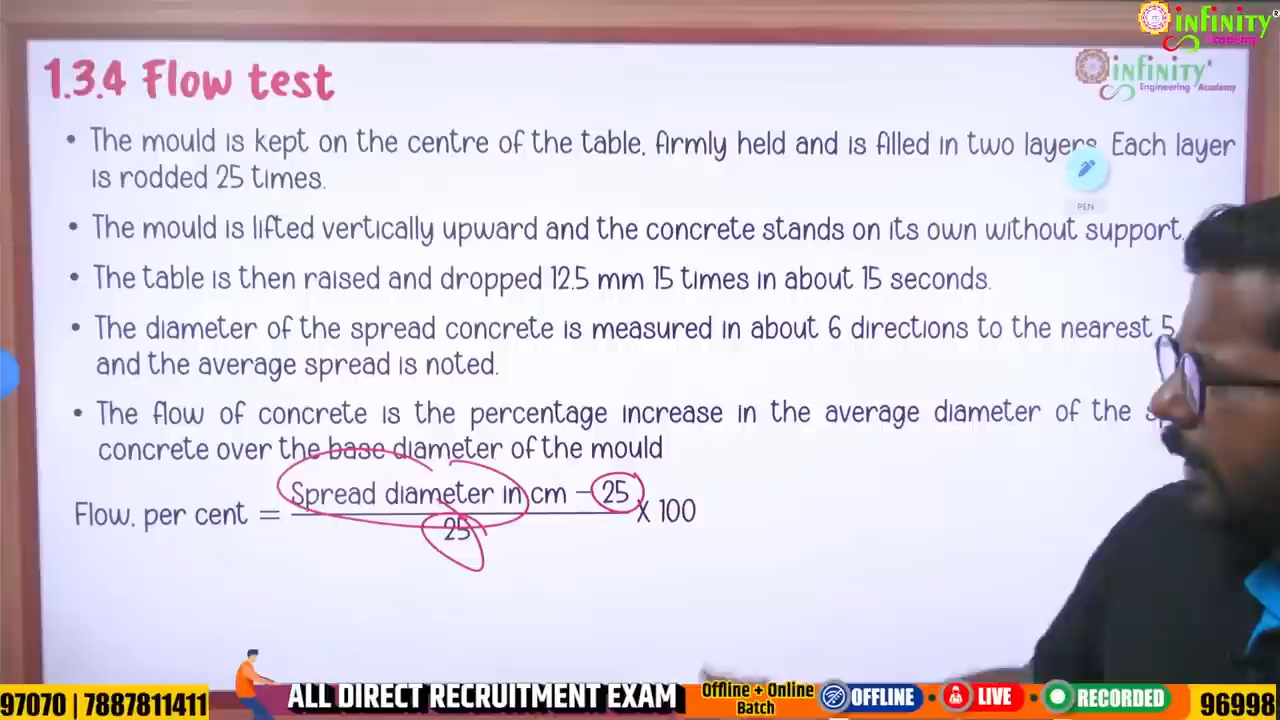 infinity
Academy
infinity
Engineering Academy
1.3.4 Flow test
• The mould is kept on the centre of the table, firmly held and is filled in two layers. Each layer
is rodded 25 times.
PEN
• The mould is lifted vertically upward and the concrete stands on its own without support.
• The table is then raised and dropped 12.5 mm 15 times in about 15 seconds.
• The diameter of the spread concrete is measured in about 6 directions to the nearest 5
and the average spread is noted.
• The flow of concrete is the percentage increase in the average diameter of the
concrete over the base diameter of the mould
Spread diameter in cm – 25
Flow, per cent = X 100
25
97070 | 7887811411
ALL DIRECT RECRUITMENT EXAM
Offline + Online
Batch
OFFLINE • LIVE • RECORDED
96998